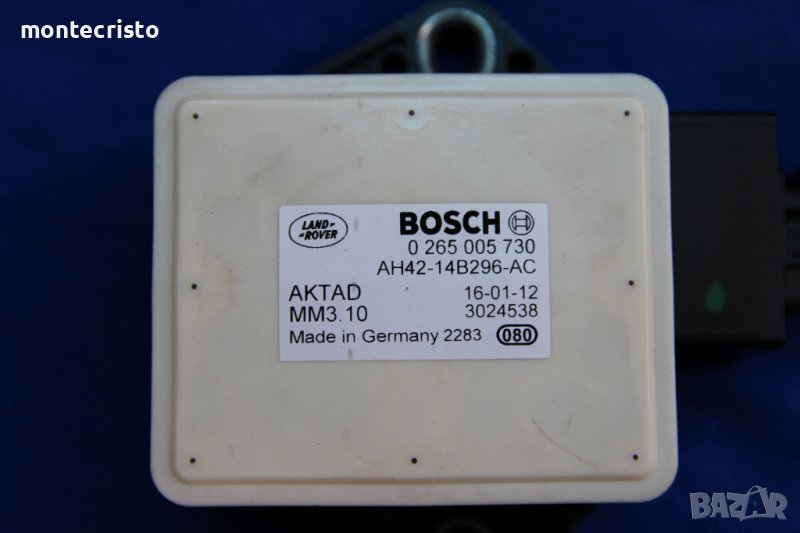 montecristo
LAND-
-ROVER
BOSCH
0 265 005 730
AH42-14B296-AC
AKTAD 16-01-12
MM3.10 3024538
Made in Germany 2283 080
BAZAR